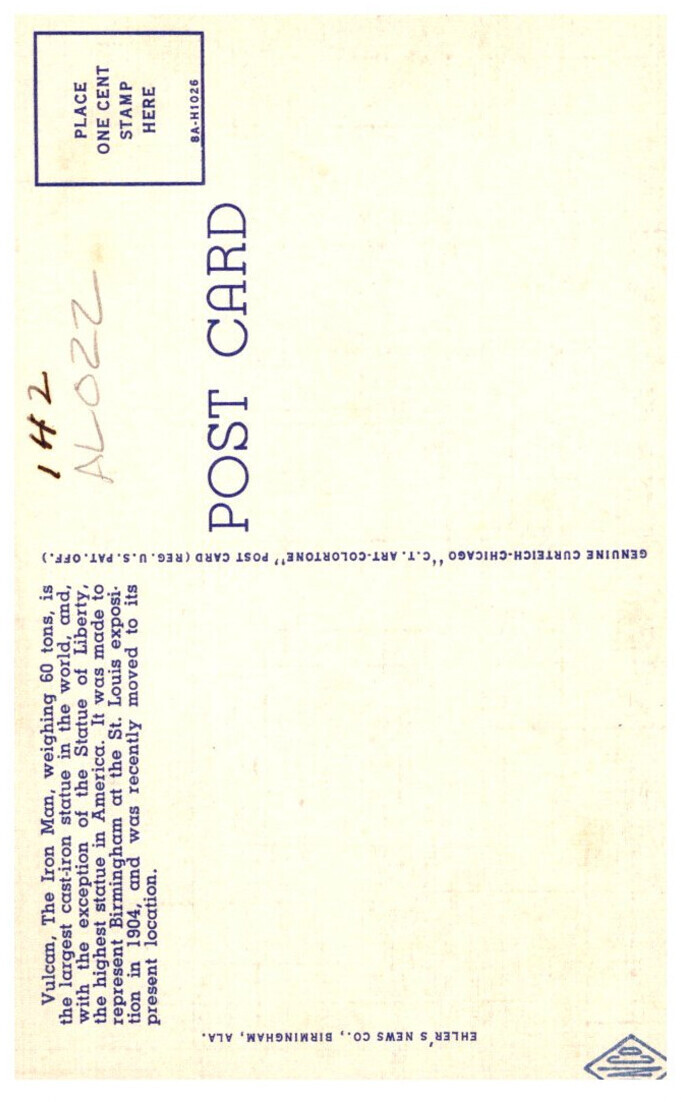 Vulcan, The Iron Man, weighing 60 tons, is
the largest cast-iron statue in the world, and,
with the exception of the Statue of Liberty,
the highest statue in America. It was made to
represent Birmingham at the St. Louis exposi-
tion in 1904, and was recently moved to its
present location.
142
ALOZZ
POST CARD
PLACE
ONE CENT
STAMP
HERE
8A-H1026
GENUINE CURTEICH-CHICAGO "C.T. ART-COLORTONE" POST CARD (REG. U.S. PAT. OFF.)
EHLER'S NEWS CO., BIRMINGHAM, ALA.